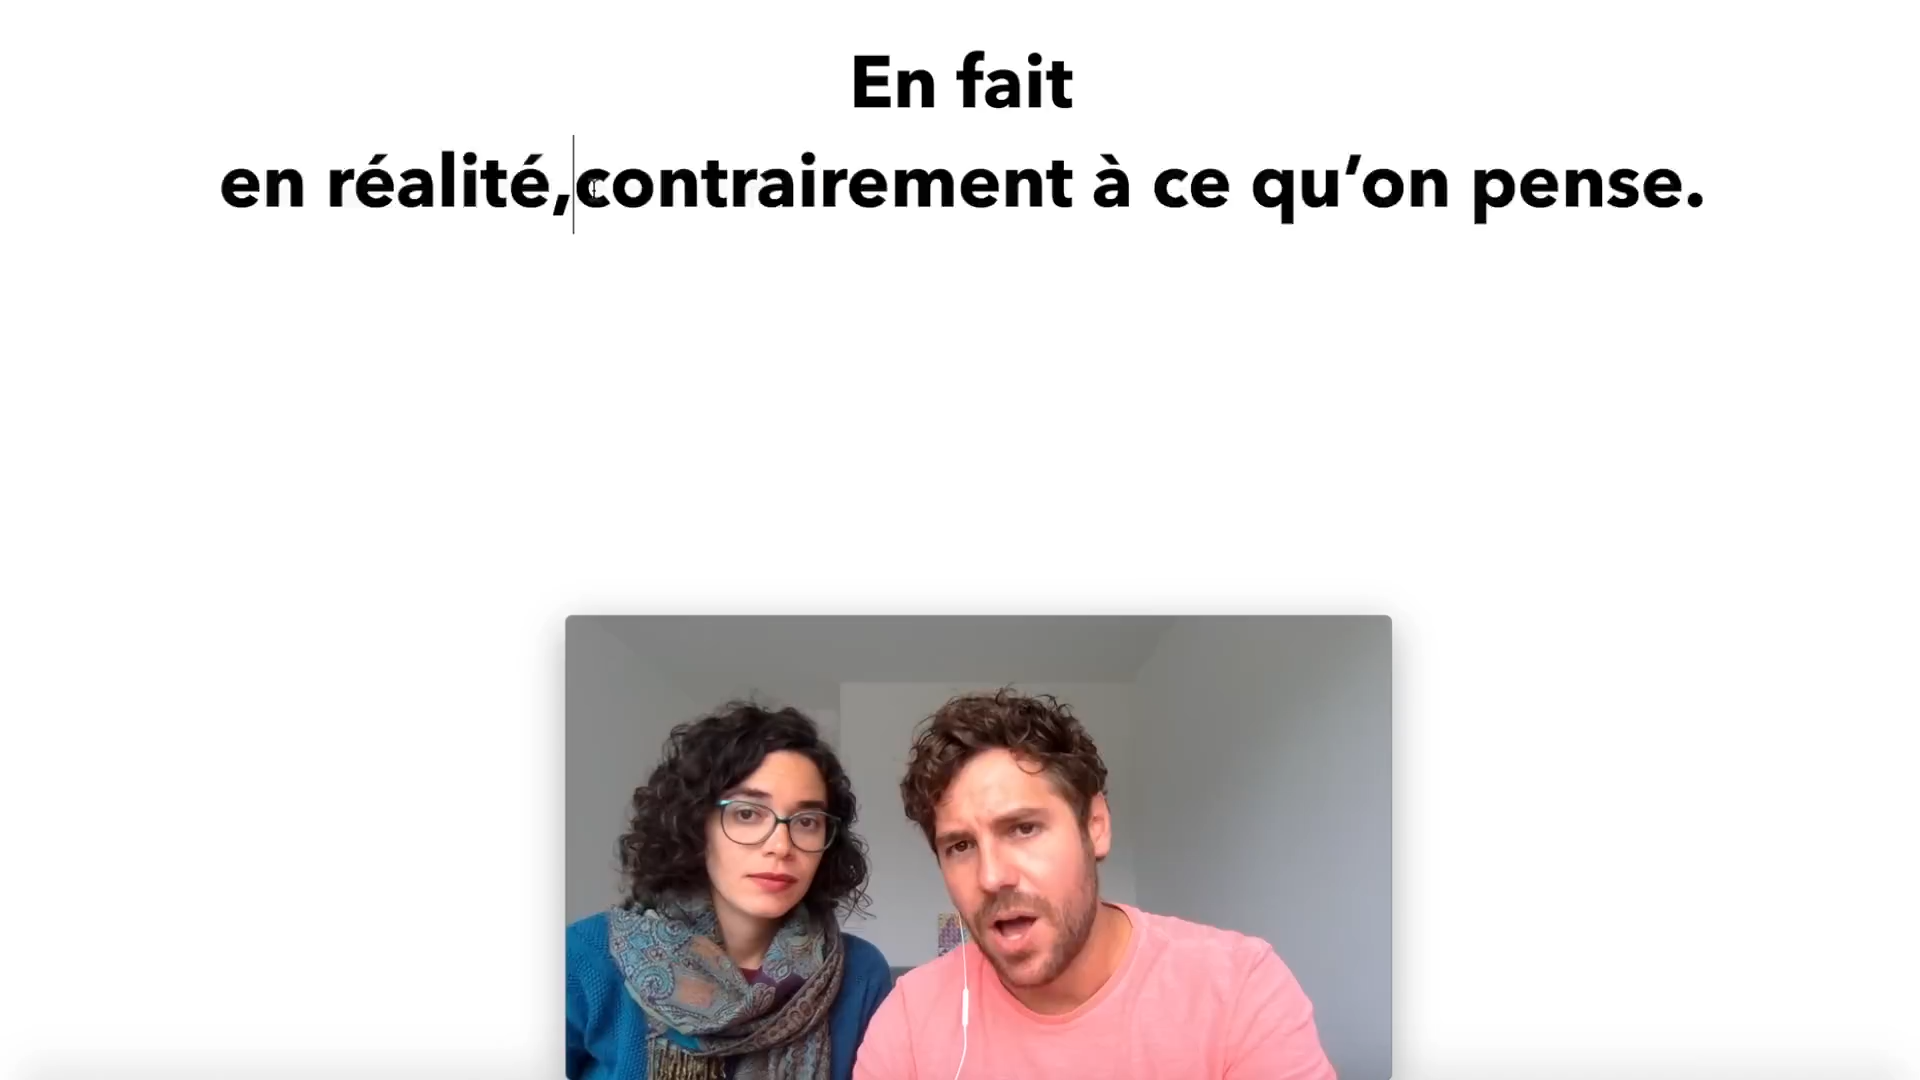 En fait
en réalité,contrairement à ce qu’on pense.